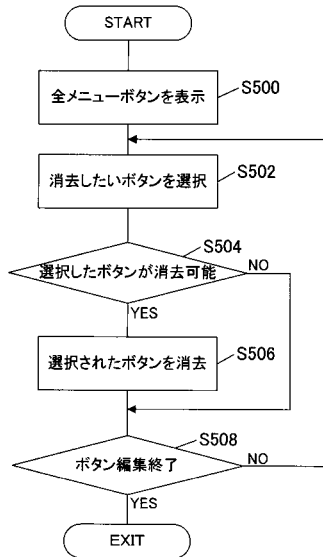 START
全メニューボタンを表示
S500
消去したいボタンを選択
S502
S504
選択したボタンが消去可能
NO
YES
選択されたボタンを消去
S506
S508
ボタン編集終了
NO
YES
EXIT